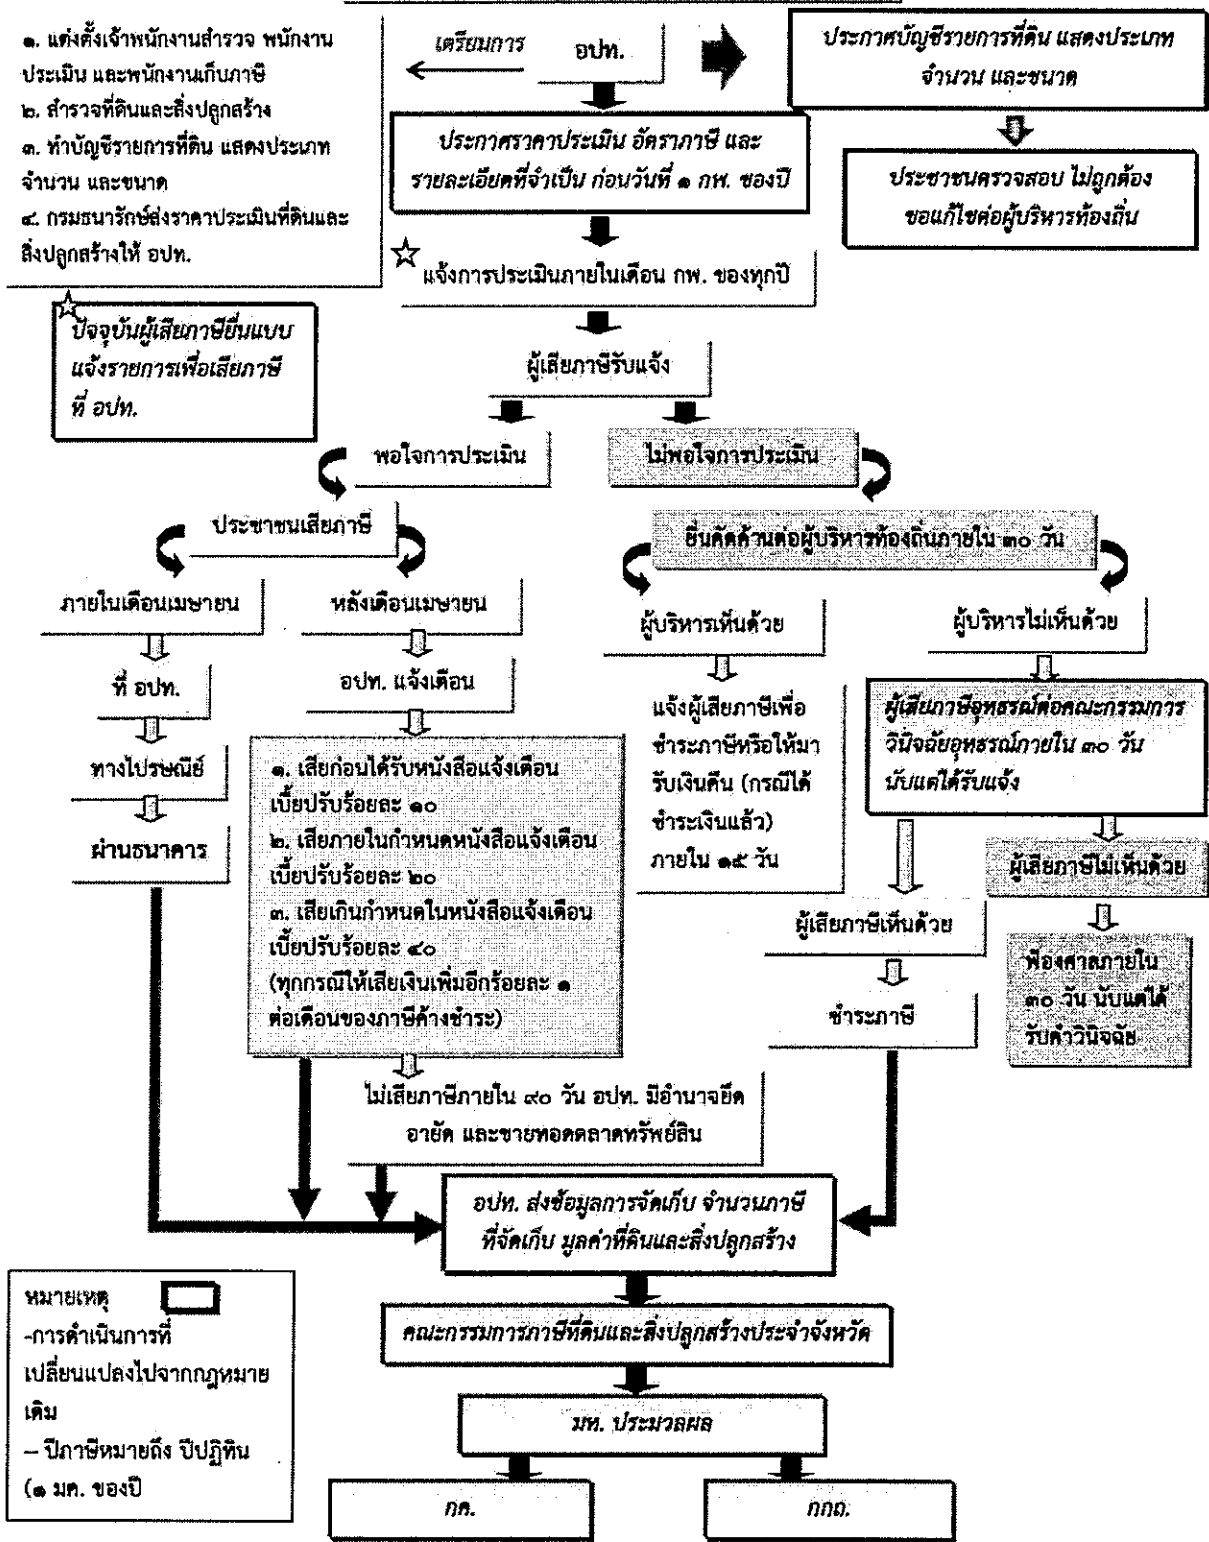 ๑. แต่งตั้งเจ้าพนักงานสำรวจ พนักงาน
ประเมิน และพนักงานเก็บภาษี
๒. สำรวจที่ดินและสิ่งปลูกสร้าง
๓. ทำบัญชีรายการที่ดิน แสดงประเภท
จำนวน และขนาด
๔. กรมธนารักษ์ส่งราคาประเมินที่ดินและ
สิ่งปลูกสร้างให้ อปท.
เตรียมการ
อปท.
ประกาศบัญชีรายการที่ดิน แสดงประเภท
จำนวน และขนาด
ประกาศราคาประเมิน อัตราภาษี และ
รายละเอียดที่จำเป็น ก่อนวันที่ ๑ กพ. ของปี
ประชาชนตรวจสอบ ไม่ถูกต้อง
ขอแก้ไขต่อผู้บริหารท้องถิ่น
แจ้งการประเมินภายในเดือน กพ. ของทุกปี
ปัจจุบันผู้เสียภาษียื่นแบบ
แจ้งรายการเพื่อเสียภาษี
ที่ อปท.
ผู้เสียภาษีรับแจ้ง
พอใจการประเมิน
ไม่พอใจการประเมิน
ประชาชนเสียภาษี
ยื่นคัดค้านต่อผู้บริหารท้องถิ่นภายใน ๓๐ วัน
ภายในเดือนเมษายน
หลังเดือนเมษายน
ผู้บริหารเห็นด้วย
ผู้บริหารไม่เห็นด้วย
ที่ อปท.
อปท. แจ้งเตือน
แจ้งผู้เสียภาษีเพื่อ
ชำระภาษีหรือให้มา
รับเงินคืน (กรณีได้
ชำระเงินแล้ว)
ภายใน ๑๕ วัน
ผู้เสียภาษีอุทธรณ์ต่อคณะกรรมการ
วินิจฉัยอุทธรณ์ภายใน ๓๐ วัน
นับแต่ได้รับแจ้ง
ทางไปรษณีย์
ผ่านธนาคาร
๑. เสียก่อนได้รับหนังสือแจ้งเตือน
เบี้ยปรับร้อยละ ๑๐
๒. เสียภายในกำหนดหนังสือแจ้งเตือน
เบี้ยปรับร้อยละ ๒๐
๓. เสียเกินกำหนดในหนังสือแจ้งเตือน
เบี้ยปรับร้อยละ ๔๐
(ทุกกรณีให้เสียเงินเพิ่มอีกร้อยละ ๑
ต่อเดือนของภาษีค้างชำระ)
ผู้เสียภาษีไม่เห็นด้วย
ผู้เสียภาษีเห็นด้วย
ฟ้องศาลภายใน
๓๐ วัน นับแต่ได้
รับคำวินิจฉัย
ชำระภาษี
ไม่เสียภาษีภายใน ๙๐ วัน อปท. มีอำนาจยึด
อายัด และขายทอดตลาดทรัพย์สิน
อปท. ส่งข้อมูลการจัดเก็บ จำนวนภาษี
ที่จัดเก็บ มูลค่าที่ดินและสิ่งปลูกสร้าง
หมายเหตุ
-การดำเนินการที่
เปลี่ยนแปลงไปจากกฎหมาย
เดิม
– ปีภาษีหมายถึง ปีปฏิทิน
(๑ มค. ของปี
คณะกรรมการภาษีที่ดินและสิ่งปลูกสร้างประจำจังหวัด
มท. ประมวลผล
กค.
กกถ.